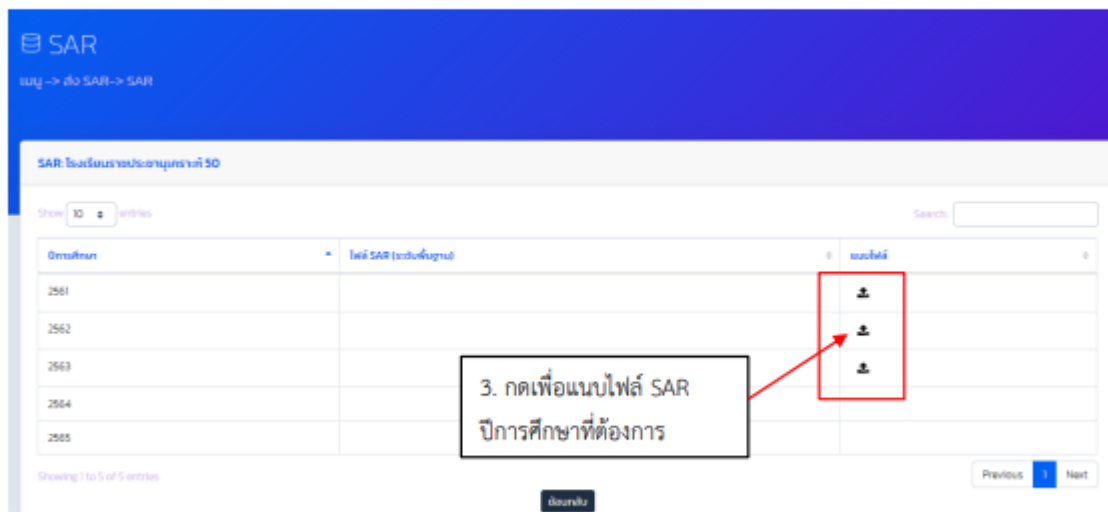 SAR
เมนู -> ส่ง SAR-> SAR
SAR: โรงเรียนราชประชานุเคราะห์ 50
Show 10 entries
Search:
ปีการศึกษา ไฟล์ SAR (ระดับพื้นฐาน) แนบไฟล์
2561
2562
2563
2564
2565
3. กดเพื่อแนบไฟล์ SAR
ปีการศึกษาที่ต้องการ
Showing 1 to 5 of 5 entries
Previous 1 Next
ย้อนกลับ